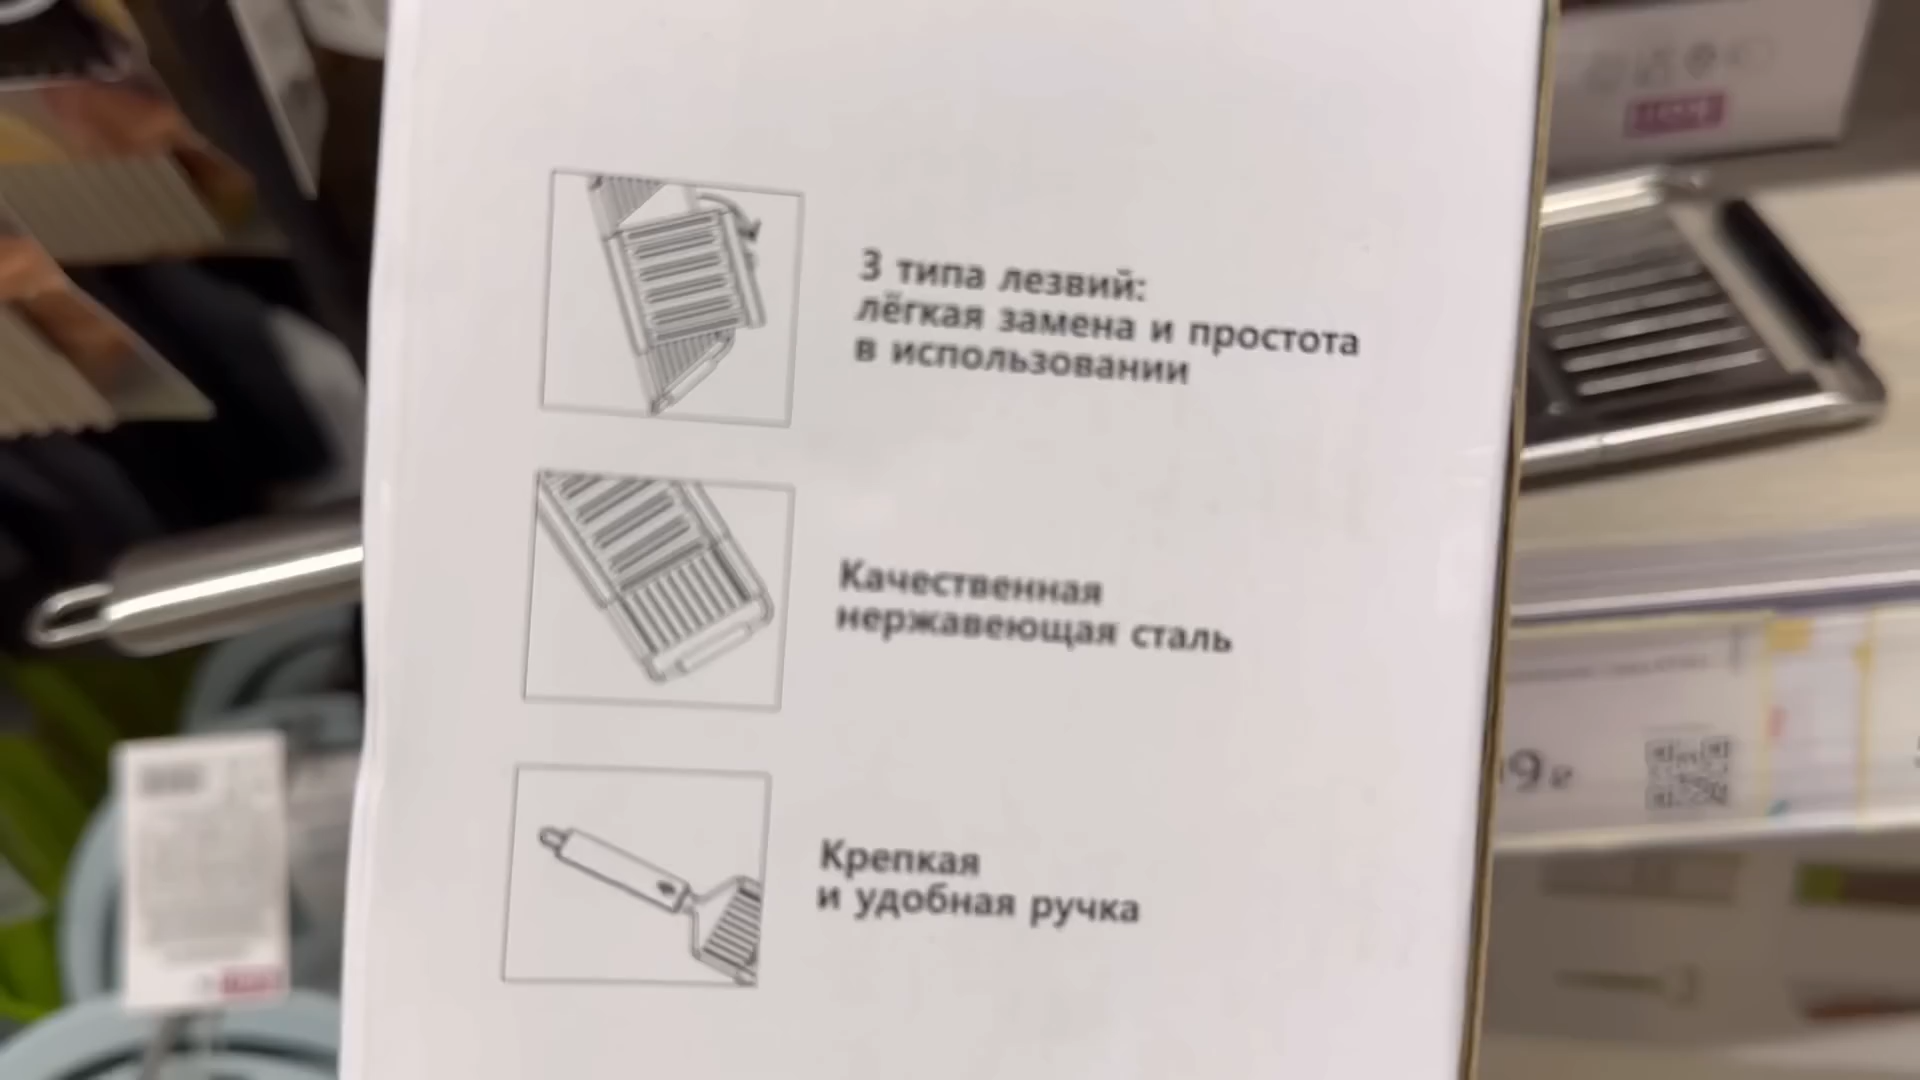 3 типа лезвий:
лёгкая замена и простота
в использовании
Качественная
нержавеющая сталь
Крепкая
и удобная ручка